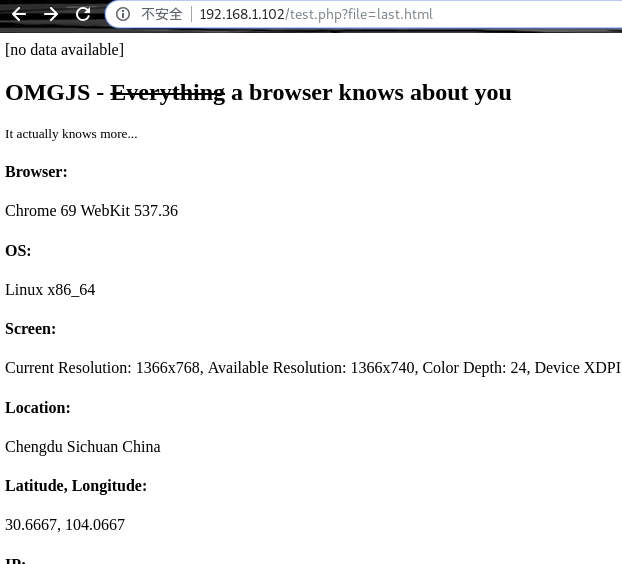 不安全 192.168.1.102/test.php?file=last.html
[no data available]
OMGJS - Everything a browser knows about you
It actually knows more...
Browser:
Chrome 69 WebKit 537.36
OS:
Linux x86_64
Screen:
Current Resolution: 1366x768, Available Resolution: 1366x740, Color Depth: 24, Device XDPI
Location:
Chengdu Sichuan China
Latitude, Longitude:
30.6667, 104.0667
IP: